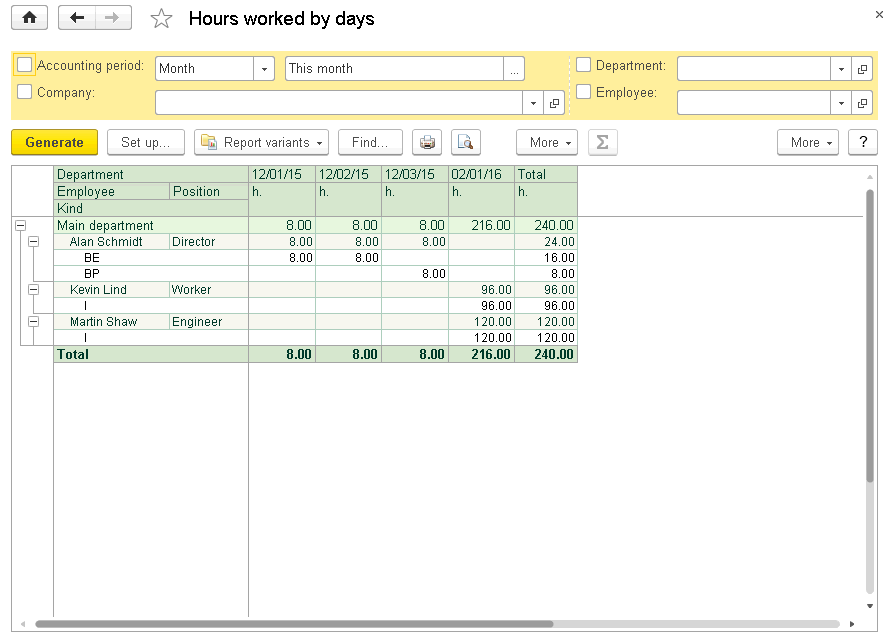 Hours worked by days
Accounting period: Month This month ... Department:
Company: Employee:
Generate Set up... Report variants Find... More Σ More ?
Department 12/01/15 12/02/15 12/03/15 02/01/16 Total
Employee Position h. h. h. h. h.
Kind
Main department 8.00 8.00 8.00 216.00 240.00
Alan Schmidt Director 8.00 8.00 8.00 24.00
BE 8.00 8.00 16.00
BP 8.00 8.00
Kevin Lind Worker 96.00 96.00
I 96.00 96.00
Martin Shaw Engineer 120.00 120.00
I 120.00 120.00
Total 8.00 8.00 8.00 216.00 240.00